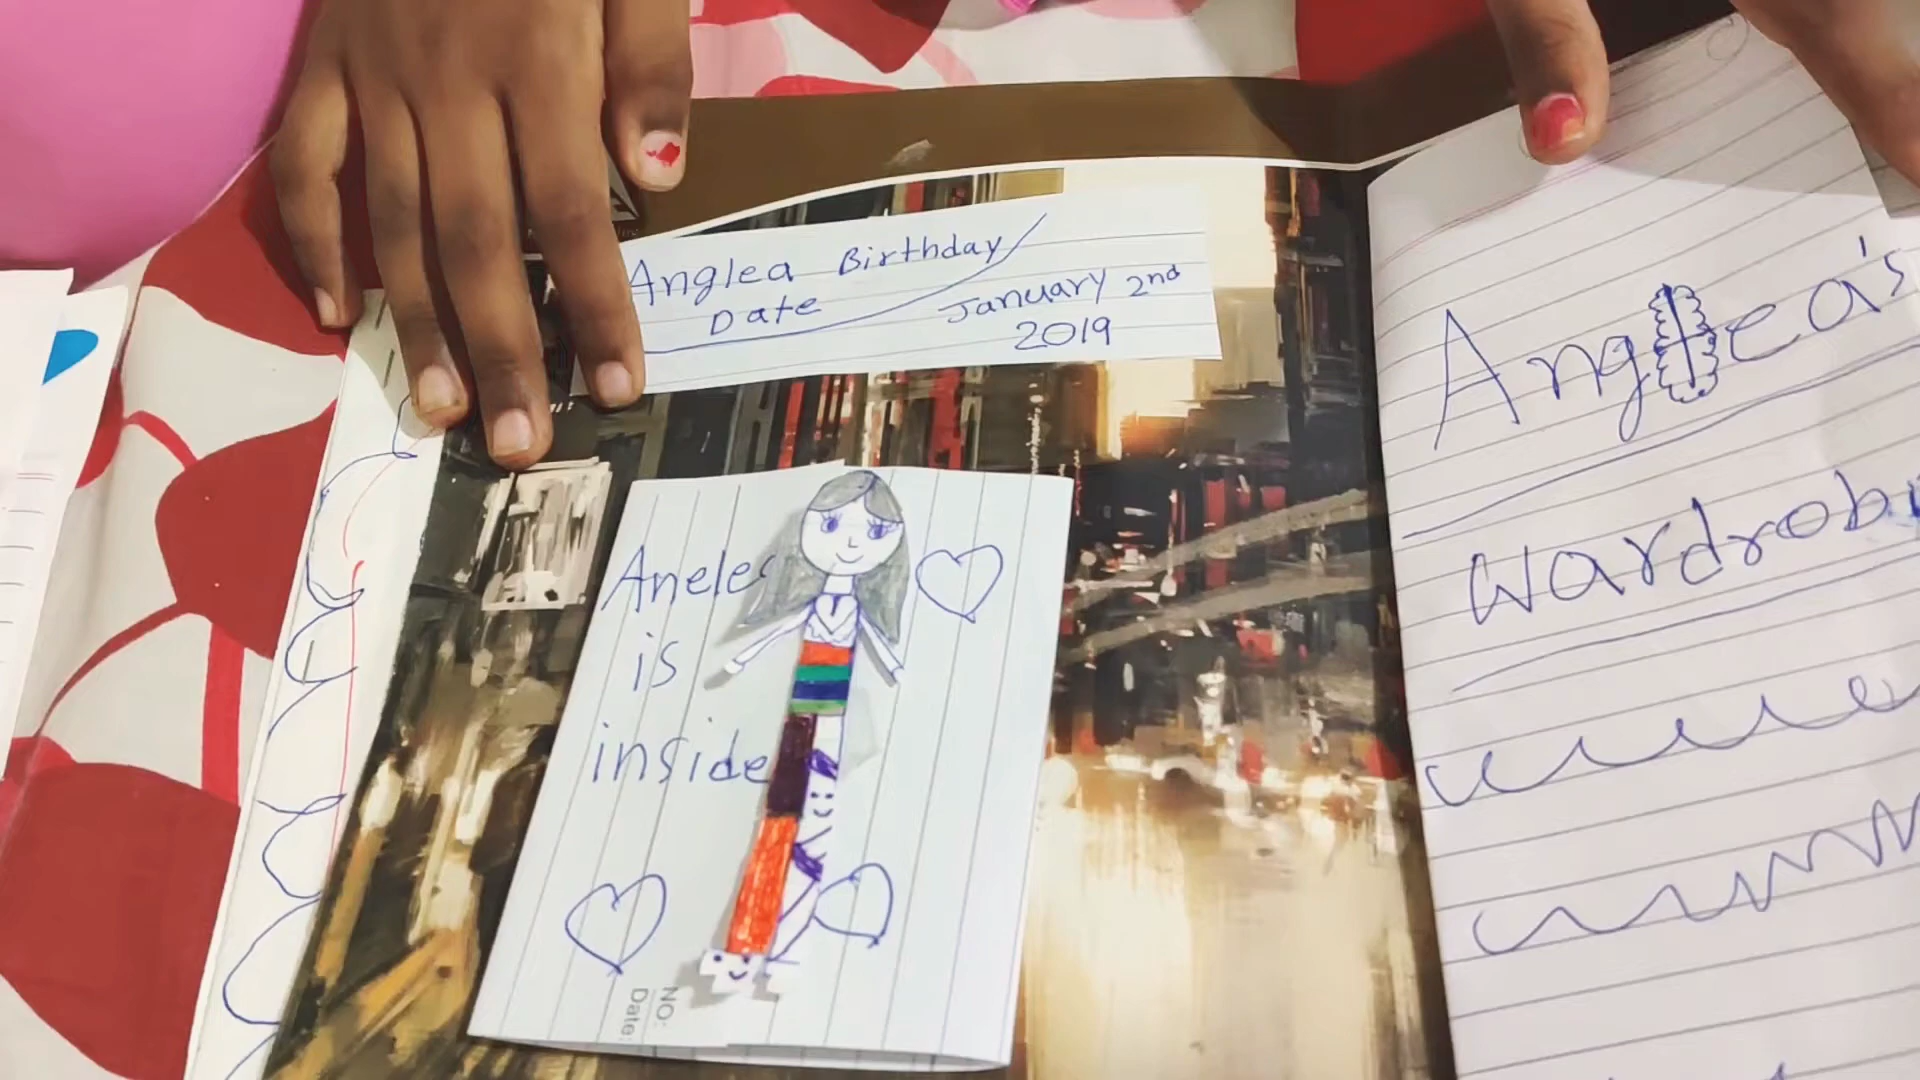 Anglea Birthday
Date January 2nd
2019
Anele
is
inside
NO:
Date:
Anglea's
Wardrob